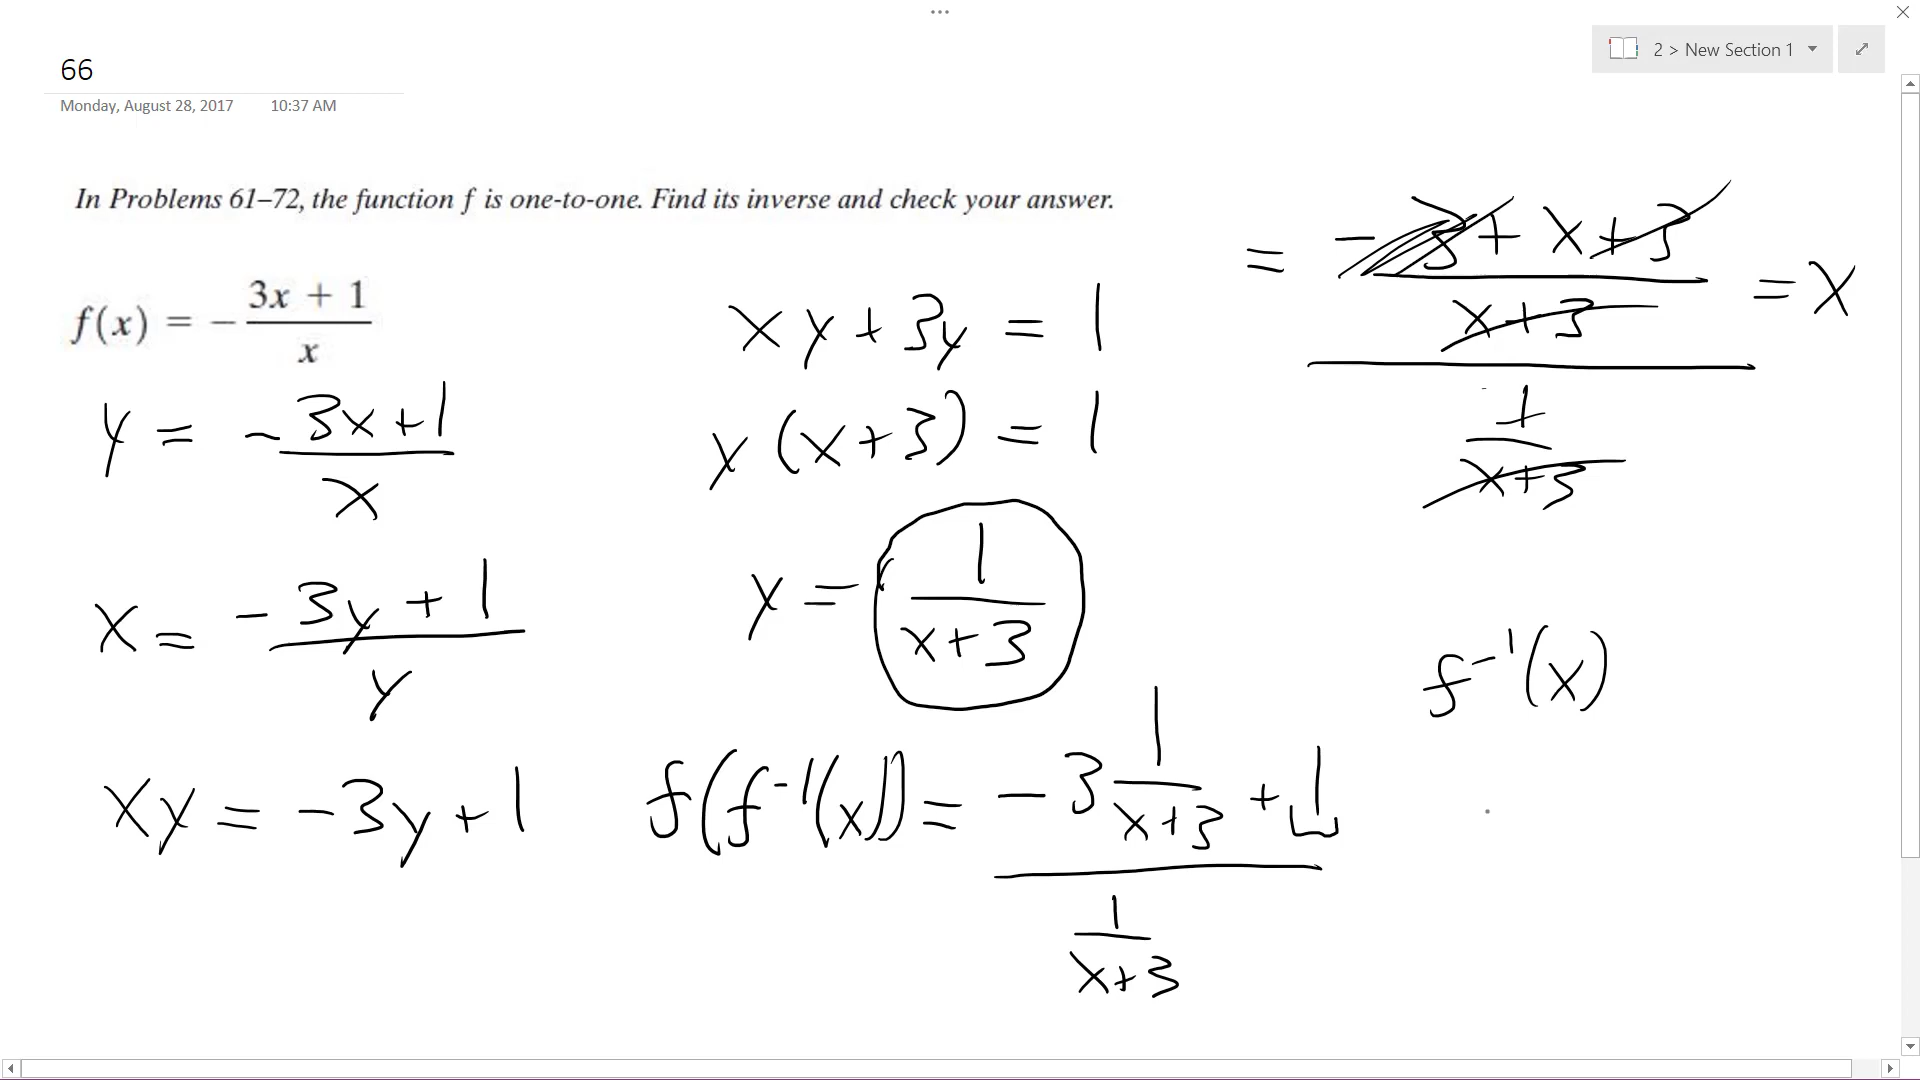 ...
2 > New Section 1
66
Monday, August 28, 2017 10:37 AM
In Problems 61–72, the function f is one-to-one. Find its inverse and check your answer.
f(x) = - (3x + 1)/x
y = - (3x+1)/x
x = (-3y+1)/y
xy = -3y+1
xy+3y = 1
y(x+3) = 1
y = 1/(x+3)
f(f⁻¹(x)) = (-3 1/(x+3) + 1)/(1/(x+3))
= ((-3+x+3)/(x+3))/(1/(x+3)) = x
f⁻¹(x)